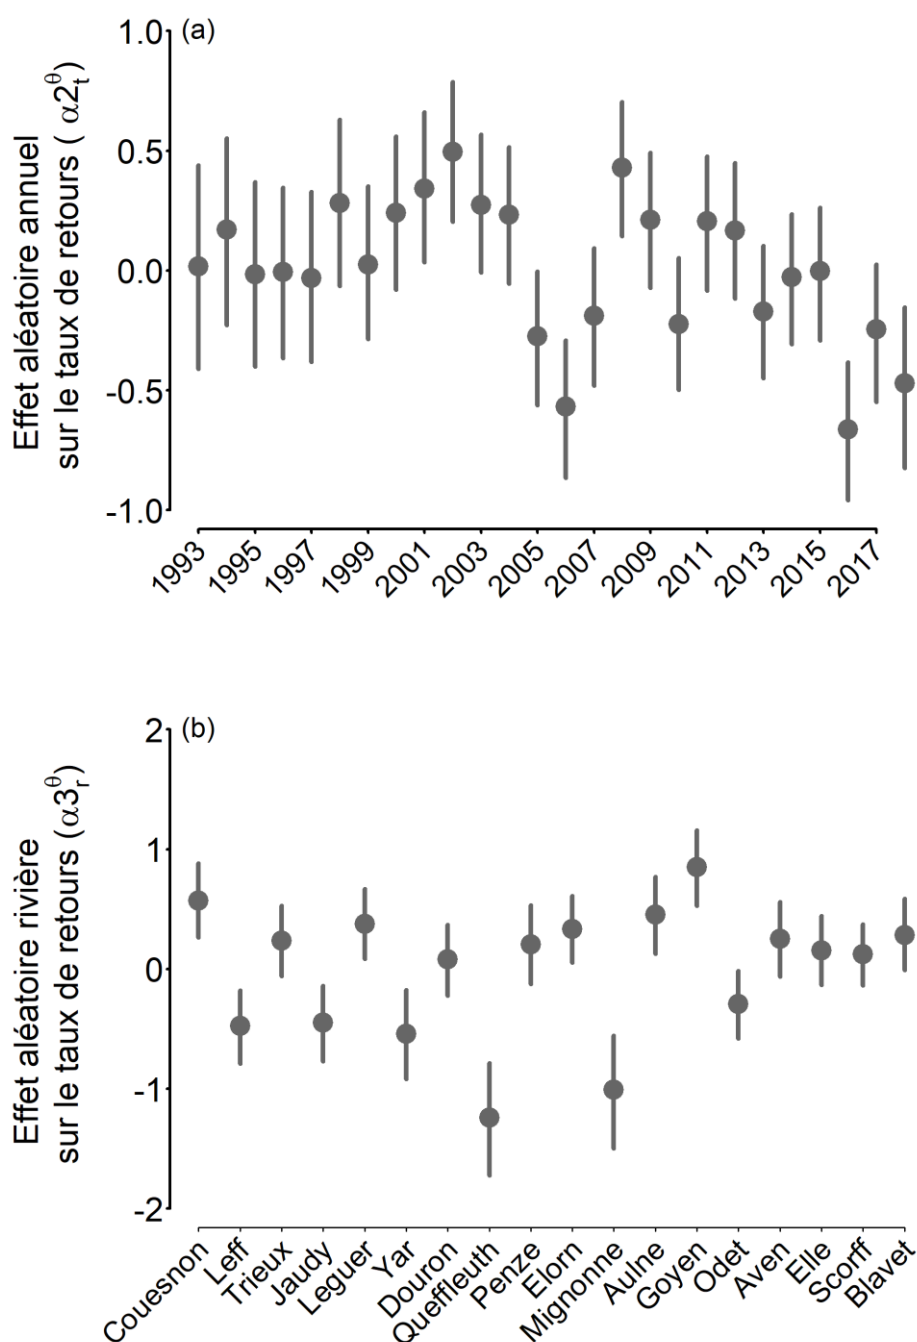 (a)
Effet aléatoire annuel
sur le taux de retours ( α2ₜᶿ)
1.0
0.5
0.0
-0.5
-1.0
1993
1995
1997
1999
2001
2003
2005
2007
2009
2011
2013
2015
2017
(b)
Effet aléatoire rivière
sur le taux de retours (α3ᵣᶿ)
2
1
0
-1
-2
Couesnon
Leff
Trieux
Jaudy
Leguer
Yar
Douron
Queffleuth
Penze
Elorn
Mignonne
Aulne
Goyen
Odet
Aven
Elle
Scorff
Blavet